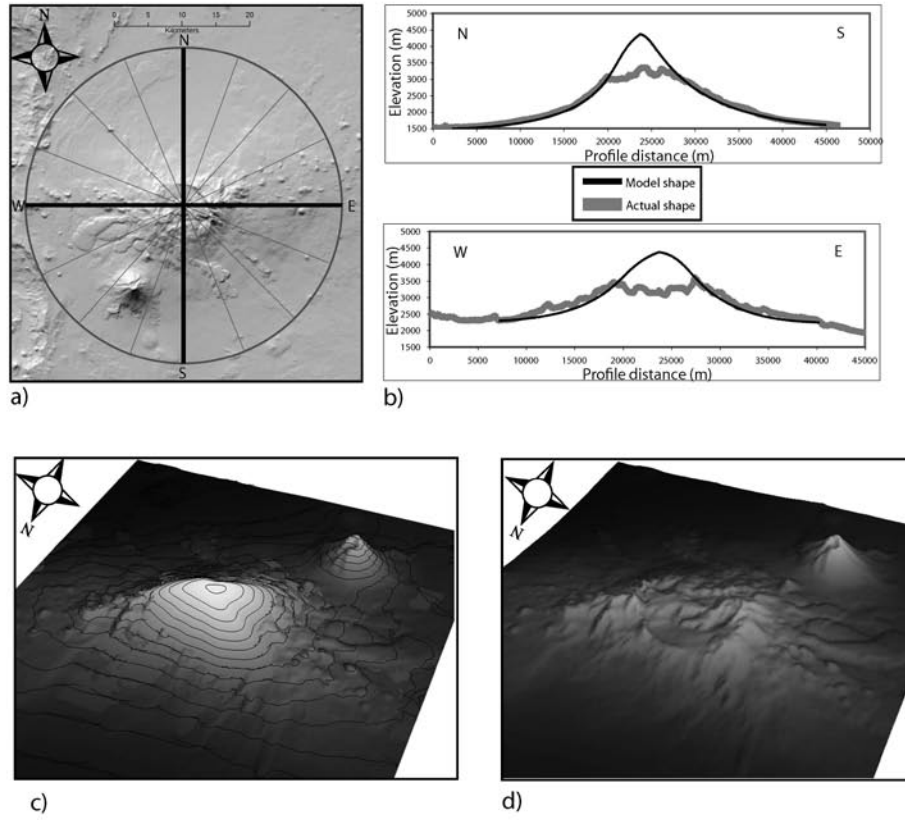 N
0 5 10 20
Kilometers
N
W E
S
a)
N S
Elevation (m)
5000
4500
4000
3500
3000
2500
2000
1500
0 5000 10000 15000 20000 25000 30000 35000 40000 45000 50000
Profile distance (m)
Model shape
Actual shape
W E
Elevation (m)
5000
4500
4000
3500
3000
2500
2000
1500
0 5000 10000 15000 20000 25000 30000 35000 40000 45000
Profile distance (m)
b)
N
c)
N
d)